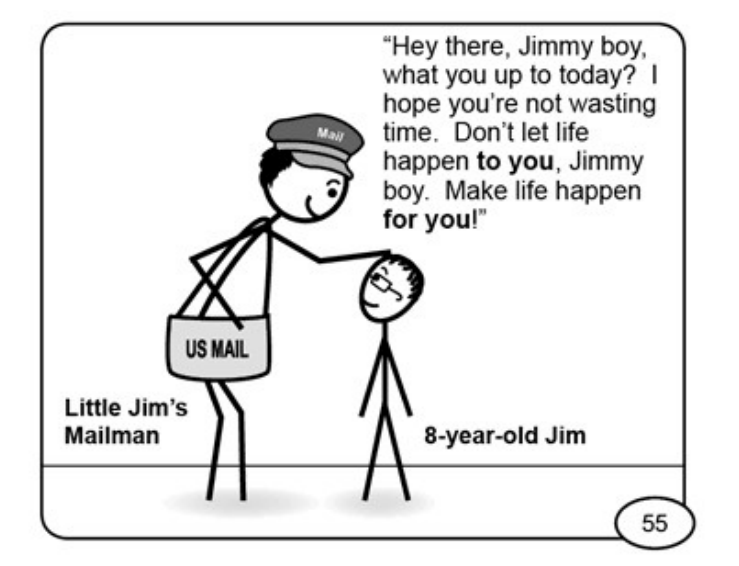 “Hey there, Jimmy boy,
what you up to today?  I
hope you’re not wasting
time.  Don’t let life
happen to you, Jimmy
boy.  Make life happen
for you!”
Mail
US MAIL
Little Jim’s
Mailman
8-year-old Jim
55